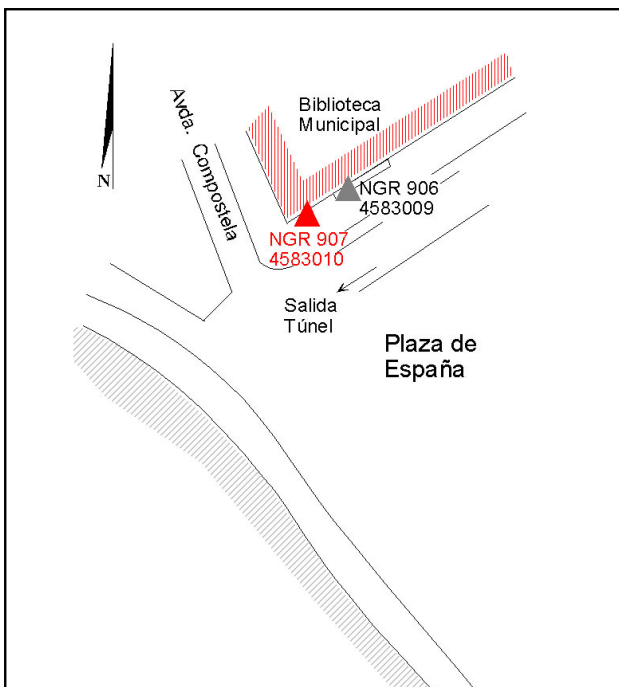 Avda. Compostela
Biblioteca
Municipal
N
NGR 906
4583009
NGR 907
4583010
Salida
Túnel
Plaza de
España